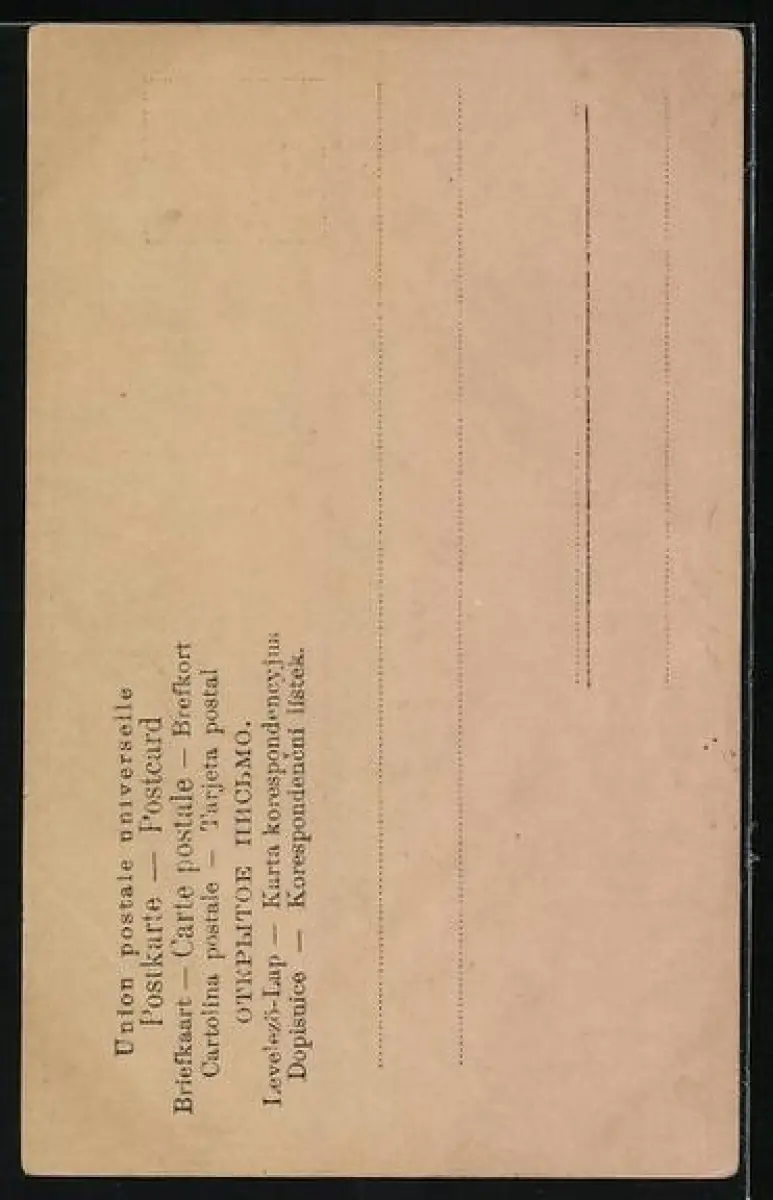 Union postale universelle
Postkarte — Postcard
Briefkaart — Carte postale — Brefkort
Cartolina postale — Tarjeta postal
ОТКРЫТОЕ ПИСЬМО.
Levelező-Lap — Karta korespondencyjna
Dopisnice — Korespondenční lístek.